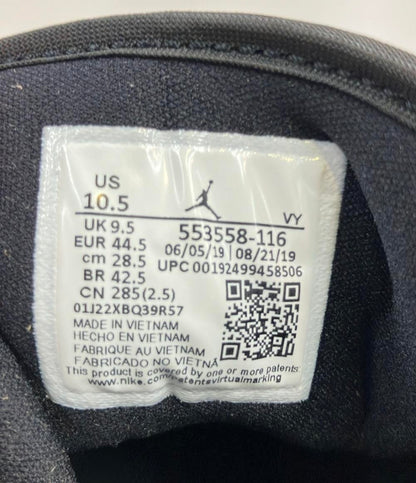 US
10.5
VY
UK 9.5
553558-116
EUR 44.5
06/05/19 | 08/21/19
cm 28.5
UPC 00192499458506
BR 42.5
CN 285(2.5)
01J22XBQ39R57
MADE IN VIETNAM
HECHO EN VIETNAM
FABRIQUE AU VIETNAM
FABRICADO NO VIETNÃ
This product is covered by one or more patents
www.nike.com/patentsvirtualmarking